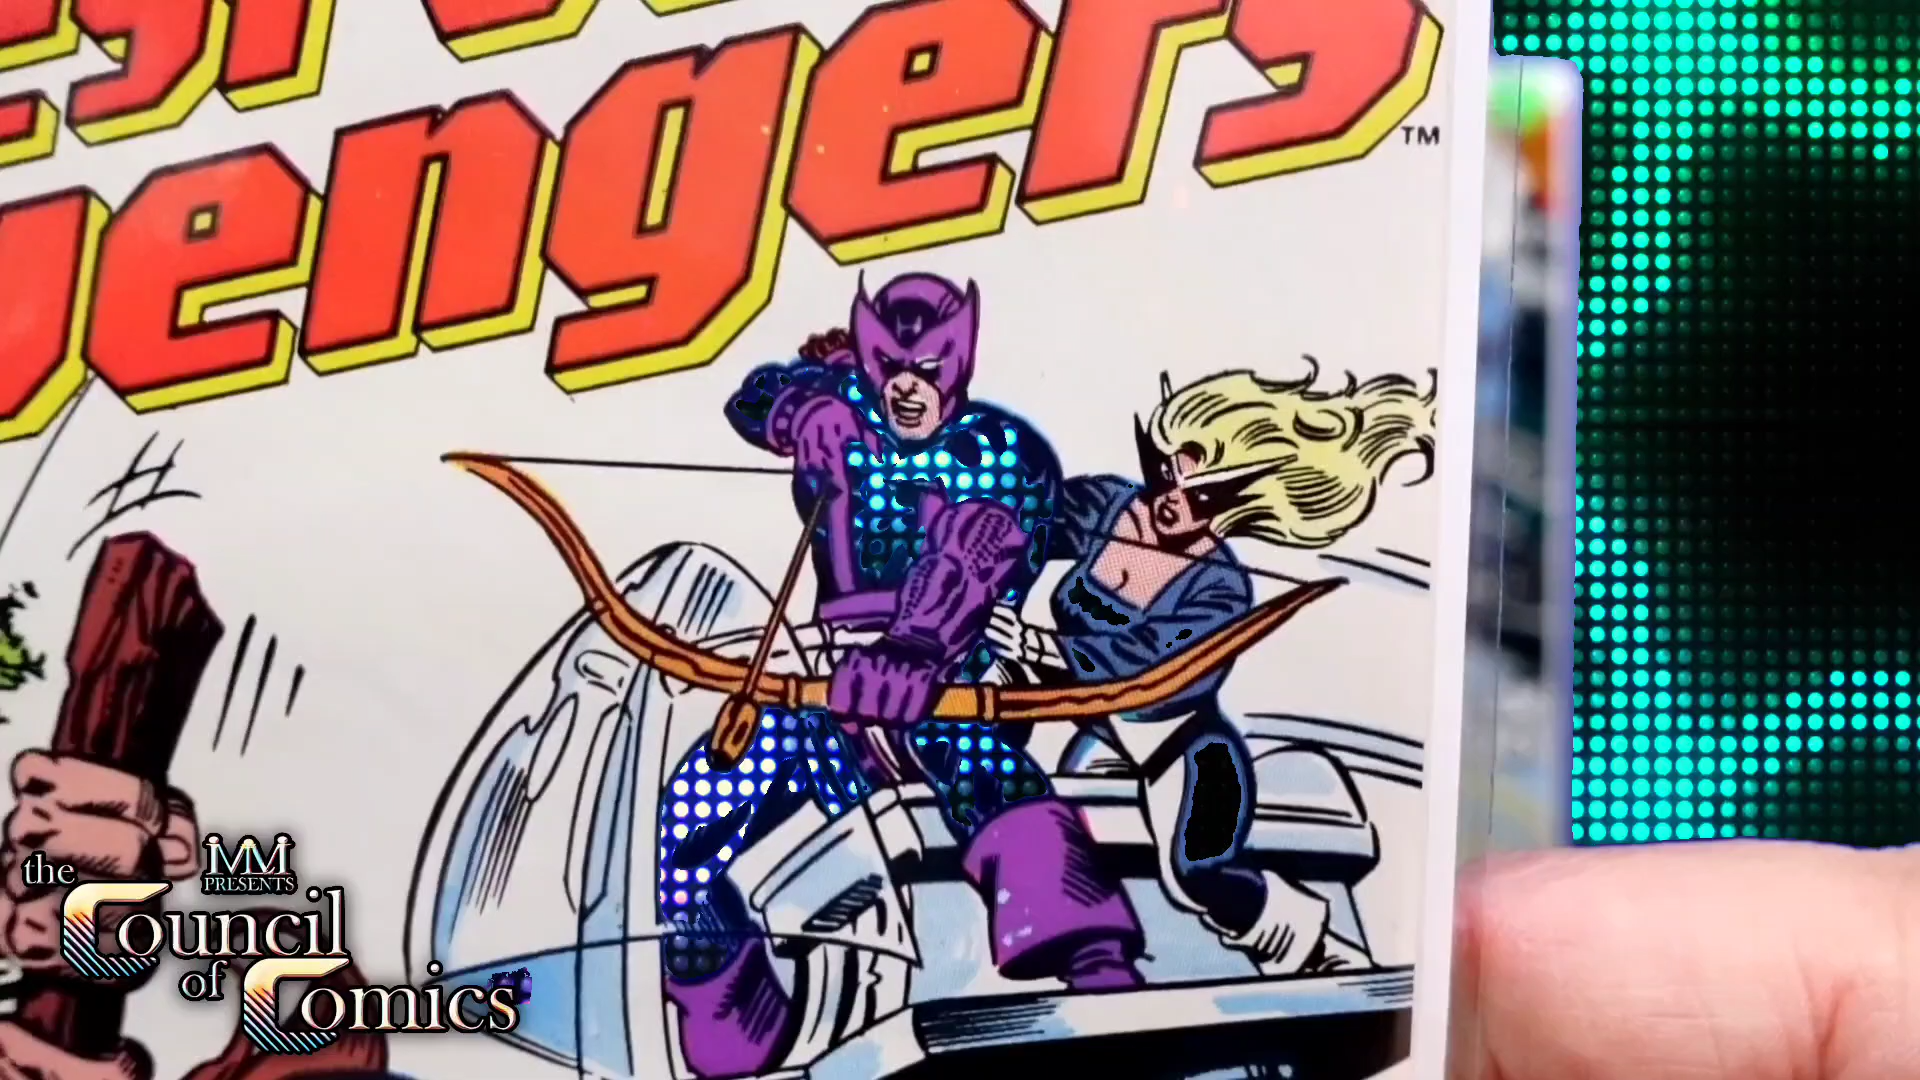 engers
TM
IMM
PRESENTS
the
Council
of
Comics